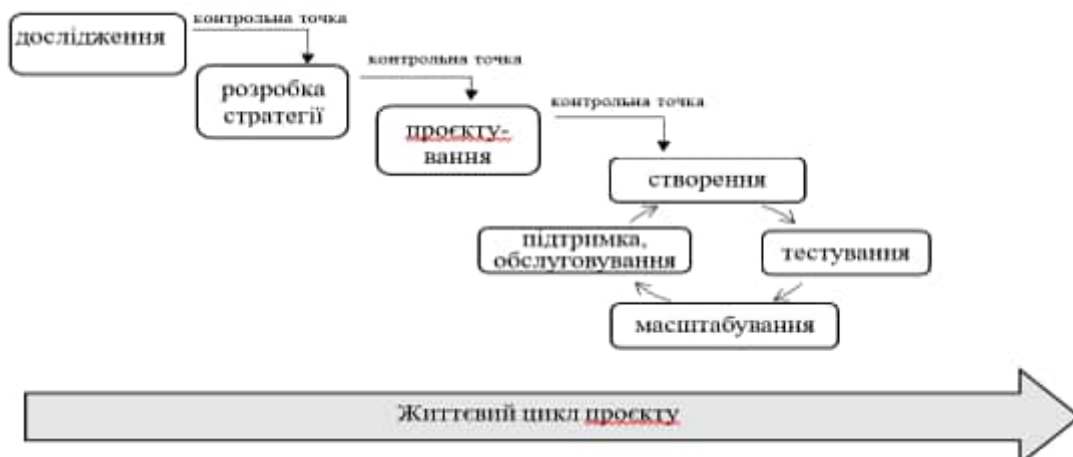 дослідження
контрольна точка
розробка
стратегії
контрольна точка
проєкту-
вання
контрольна точка
створення
підтримка,
обслуговування
тестування
масштабування
Життєвий цикл проєкту